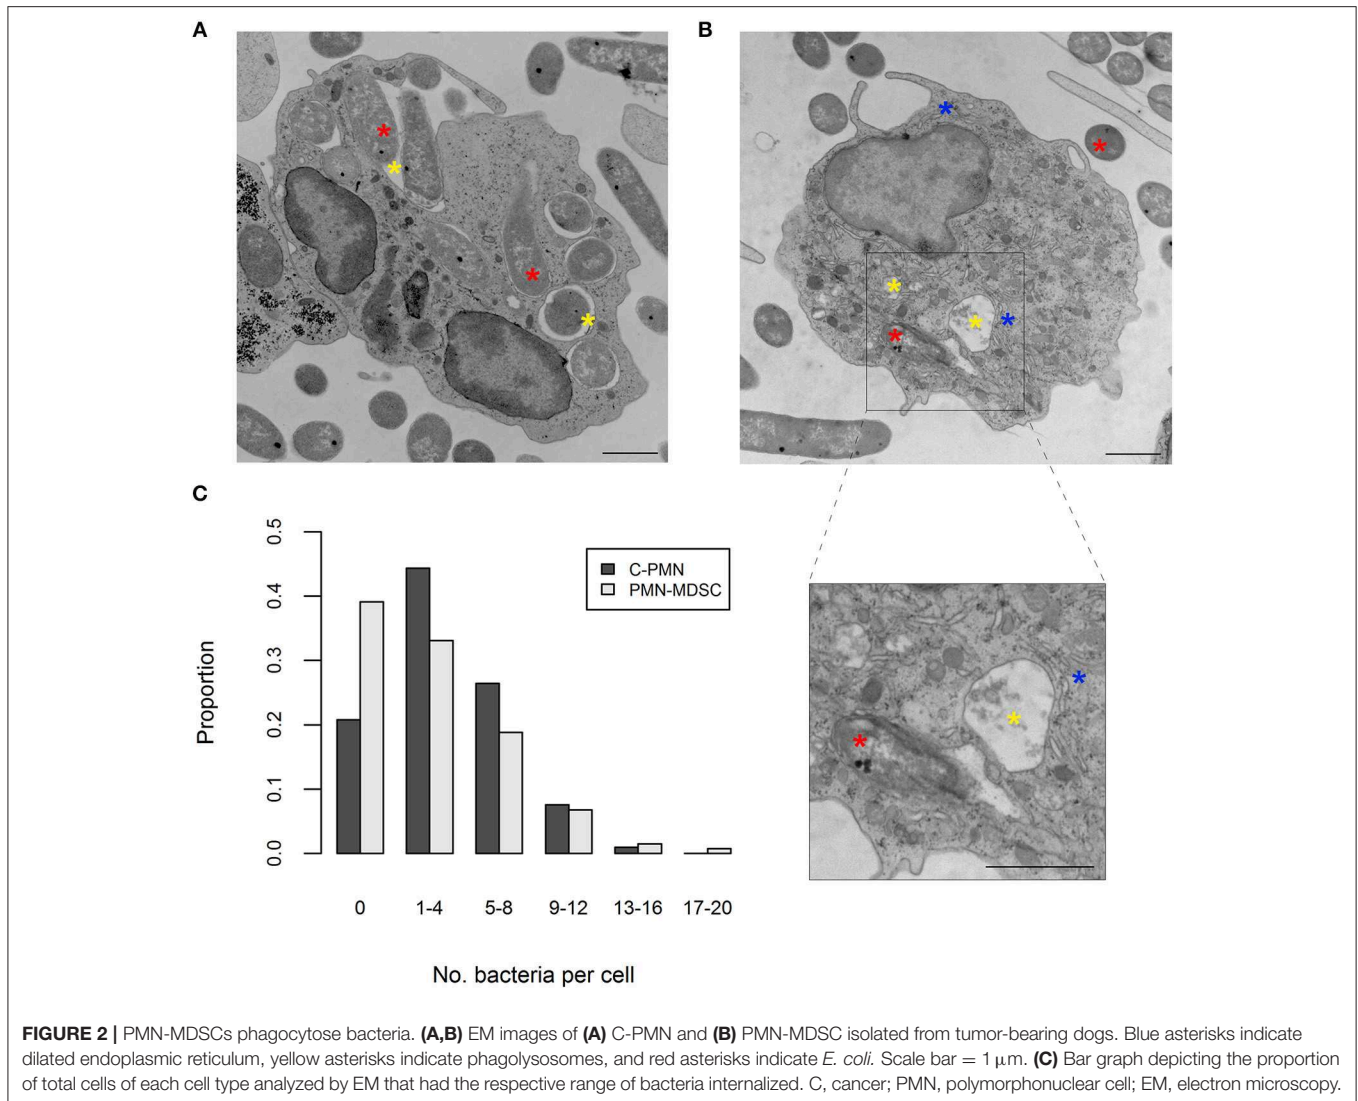 A
B
*
*
*
*
*
*
*
*
*
*
C
0.5
0.4
0.3
0.2
0.1
0.0
Proportion
C-PMN
PMN-MDSC
*
*
*
0
1-4
5-8
9-12
13-16
17-20
No. bacteria per cell
FIGURE 2 | PMN-MDSCs phagocytose bacteria. (A,B) EM images of (A) C-PMN and (B) PMN-MDSC isolated from tumor-bearing dogs. Blue asterisks indicate
dilated endoplasmic reticulum, yellow asterisks indicate phagolysosomes, and red asterisks indicate E. coli. Scale bar = 1 μm. (C) Bar graph depicting the proportion
of total cells of each cell type analyzed by EM that had the respective range of bacteria internalized. C, cancer; PMN, polymorphonuclear cell; EM, electron microscopy.